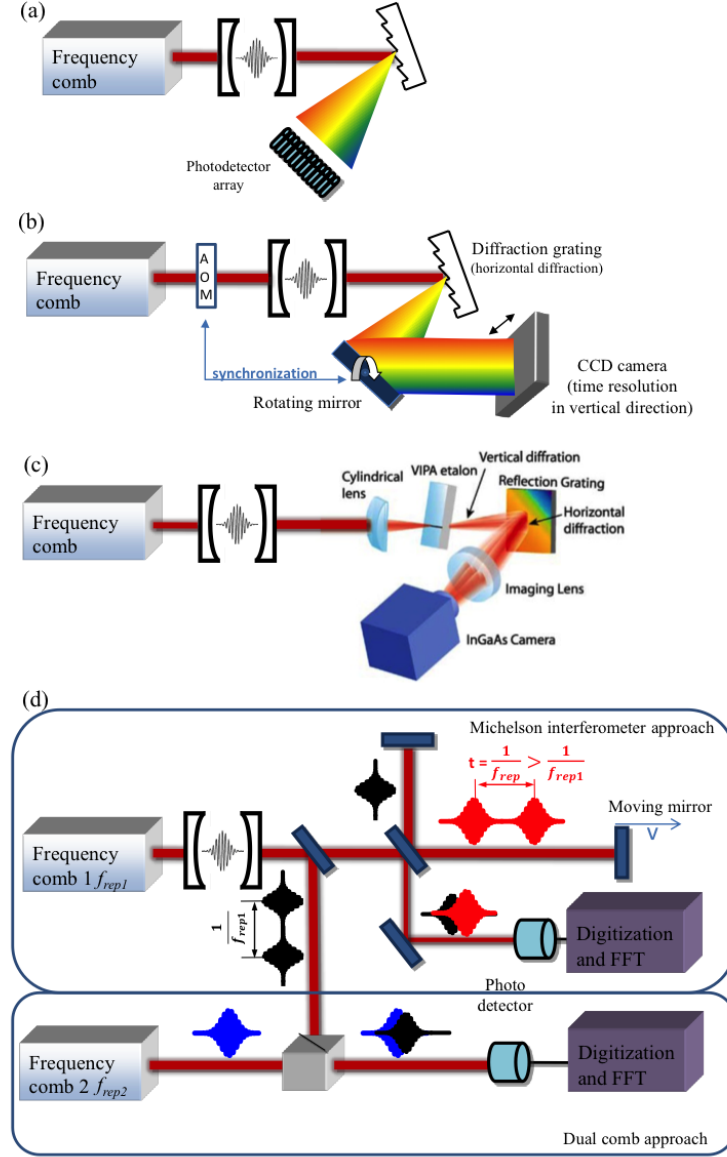 (a)
Frequency
comb
Photodetector
array
(b)
Frequency
comb
A
O
M
Diffraction grating
(horizontal diffraction)
synchronization
Rotating mirror
CCD camera
(time resolution
in vertical direction)
(c)
Frequency
comb
Cylindrical
lens
VIPA etalon
Vertical diffration
Reflection Grating
Horizontal
diffraction
Imaging Lens
InGaAs Camera
(d)
Michelson interferometer approach
t = 1/f_rep > 1/f_rep1
Moving mirror
V
Frequency
comb 1 f_rep1
1/f_rep1
Digitization
and FFT
Photo
detector
Frequency
comb 2 f_rep2
Digitization
and FFT
Dual comb approach